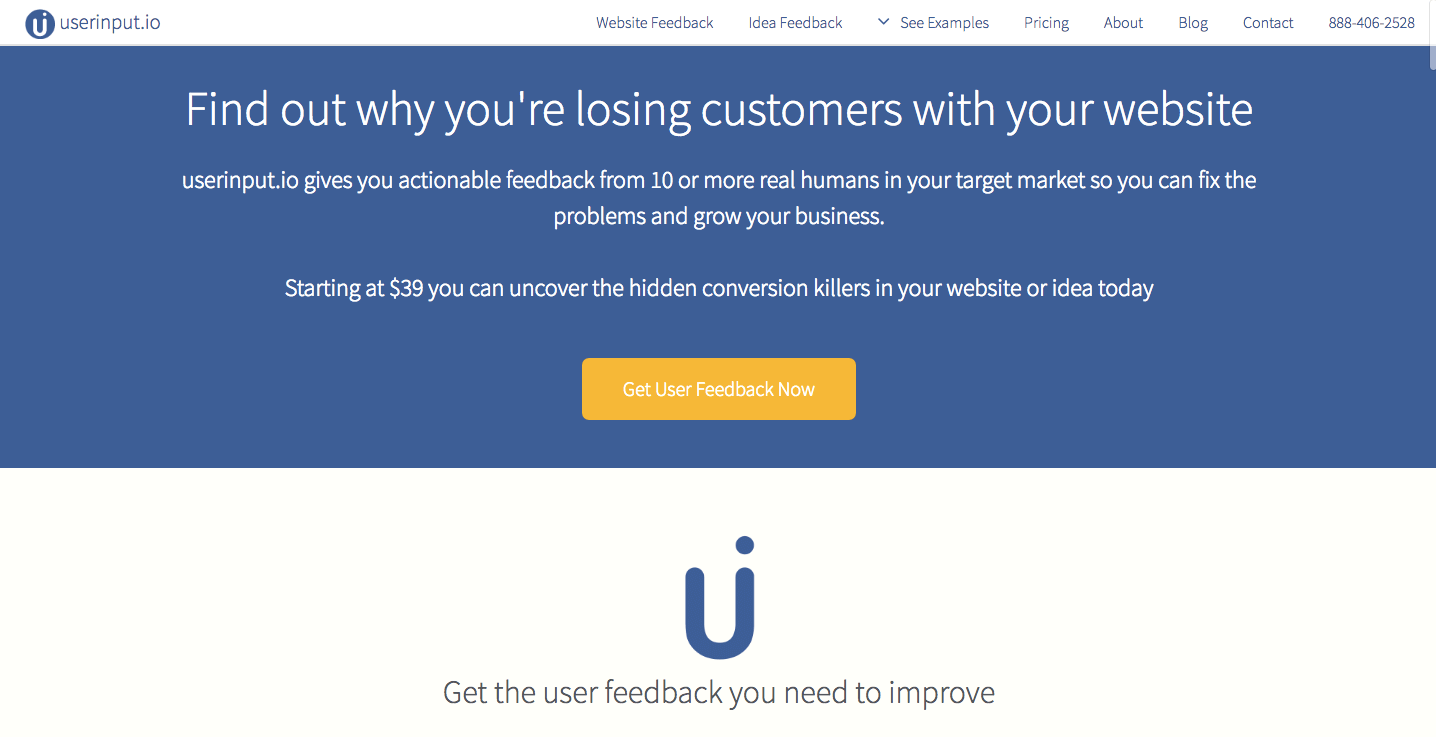 userinput.io
Website Feedback
Idea Feedback
See Examples
Pricing
About
Blog
Contact
888-406-2528
Find out why you're losing customers with your website
userinput.io gives you actionable feedback from 10 or more real humans in your target market so you can fix the
problems and grow your business.
Starting at $39 you can uncover the hidden conversion killers in your website or idea today
Get User Feedback Now
Get the user feedback you need to improve